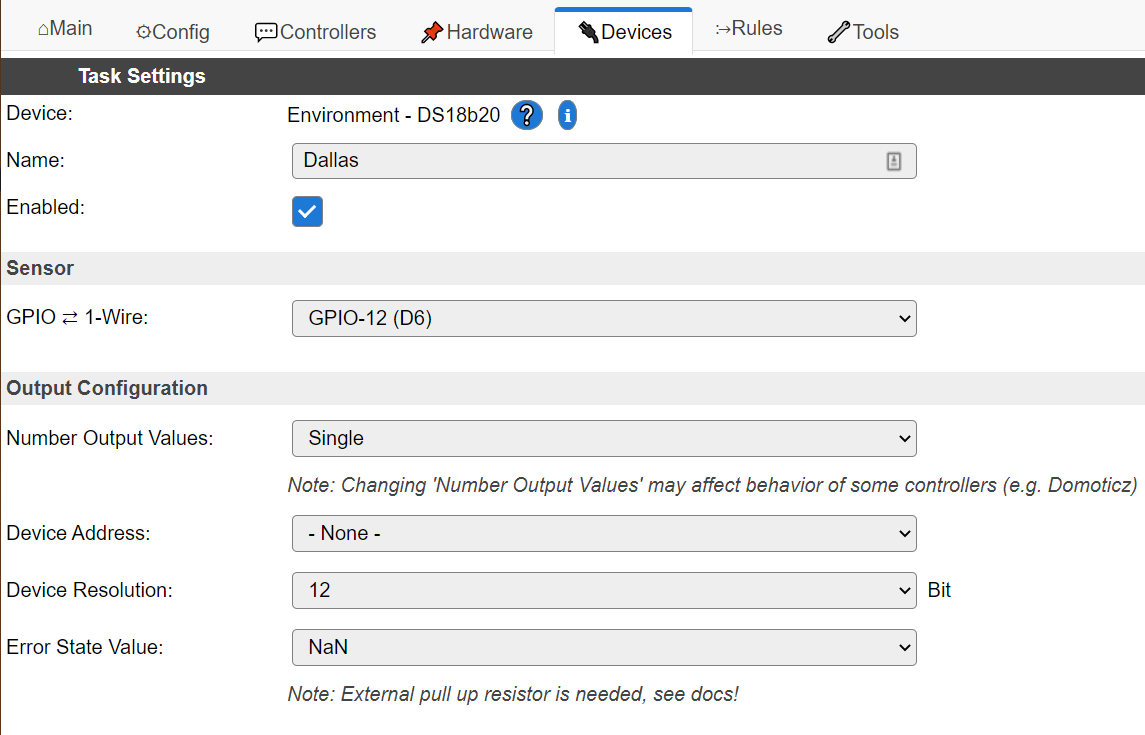 ⌂Main ⚙Config 💬Controllers 📌Hardware 🔌Devices Rules 🔧Tools
Task Settings
Device: Environment - DS18b20 ? i
Name: Dallas
Enabled:
Sensor
GPIO ⇄ 1-Wire: GPIO-12 (D6)
Output Configuration
Number Output Values: Single
Note: Changing 'Number Output Values' may affect behavior of some controllers (e.g. Domoticz)
Device Address: - None -
Device Resolution: 12 Bit
Error State Value: NaN
Note: External pull up resistor is needed, see docs!